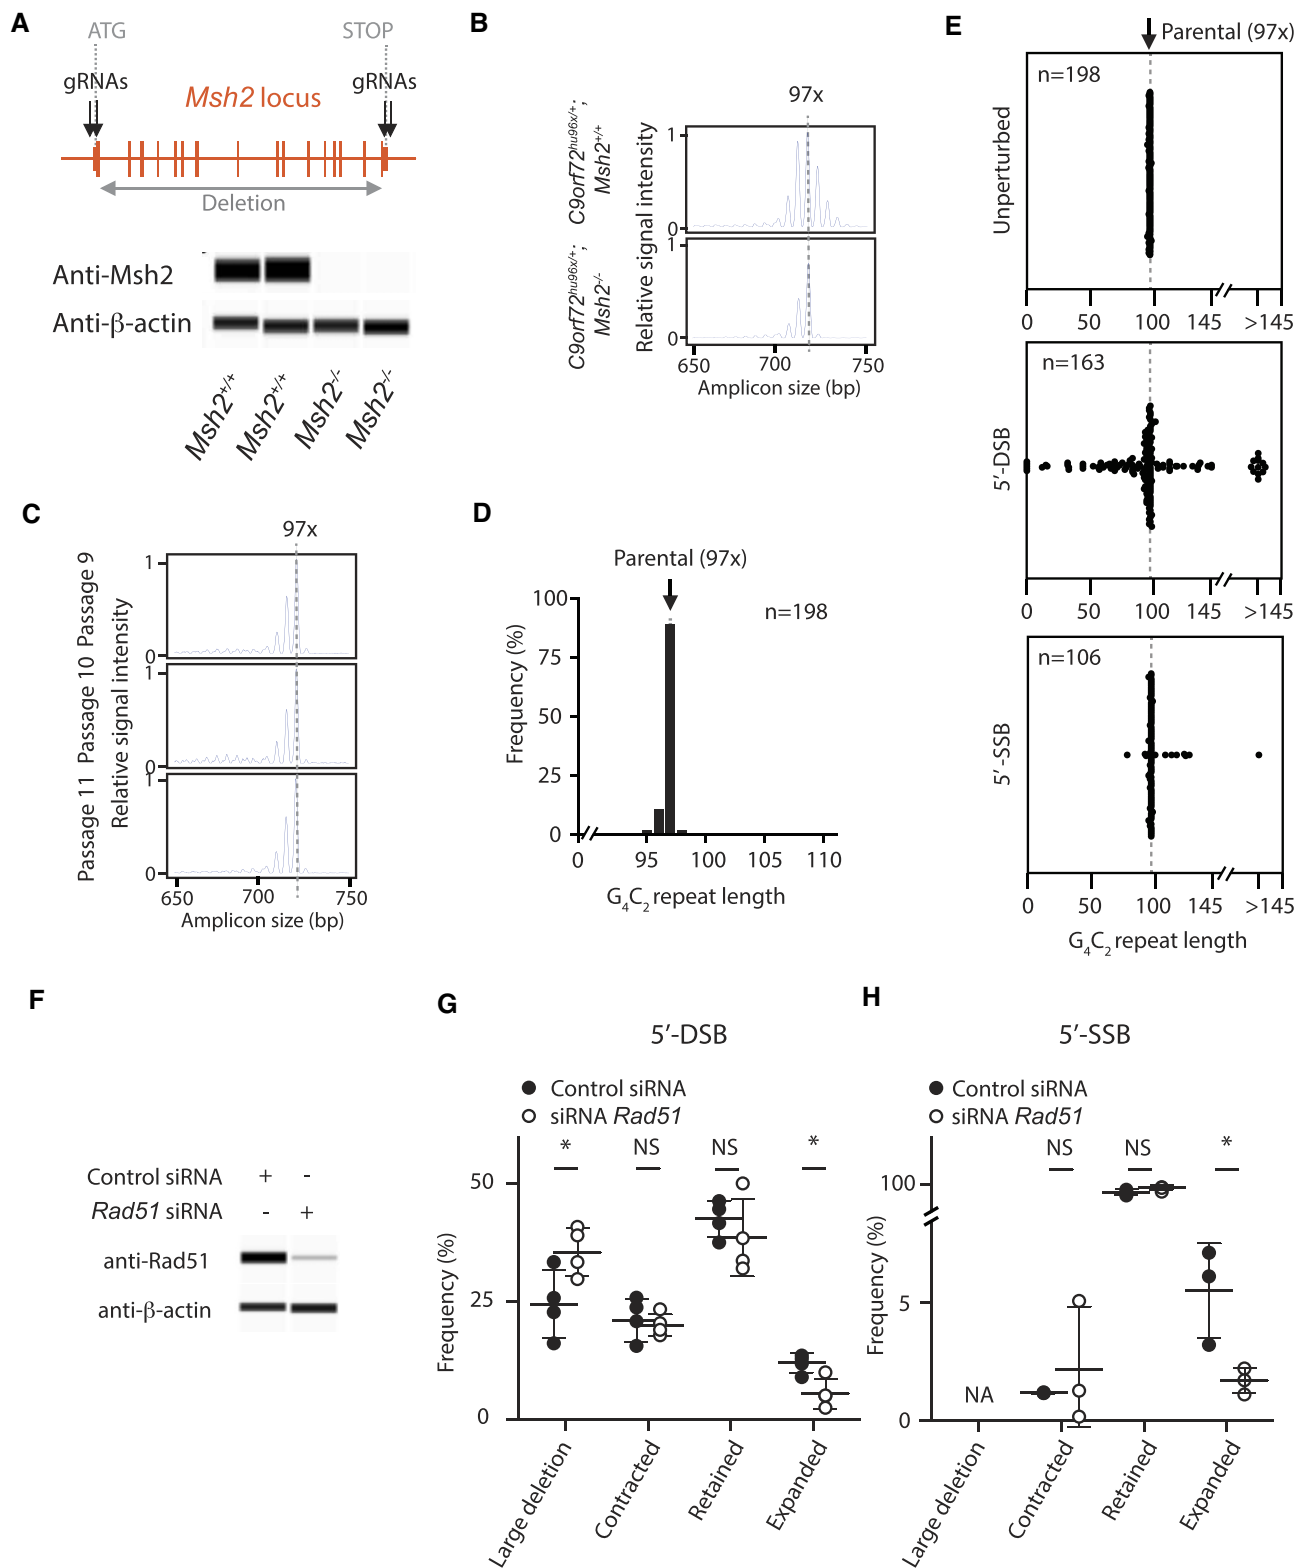 A
ATG
STOP
gRNAs
gRNAs
Msh2 locus
Deletion
Anti-Msh2
Anti-β-actin
Msh2+/+
Msh2+/+
Msh2-/-
Msh2-/-
B
97x
C9orf72hu96x/+;
Msh2+/+
C9orf72hu96x/+;
Msh2-/-
Relative signal intensity
1
0
1
0
650 700 750
Amplicon size (bp)
C
97x
Passage 9
Passage 10
Passage 11
Relative signal intensity
1
0
1
0
1
0
650 700 750
Amplicon size (bp)
D
Parental (97x)
n=198
Frequency (%)
100
75
50
25
0
0 95 100 105 110
G4C2 repeat length
E
Parental (97x)
n=198
Unperturbed
0 50 100 145 >145
n=163
5′-DSB
0 50 100 145 >145
n=106
5′-SSB
0 50 100 145 >145
G4C2 repeat length
F
Control siRNA + -
Rad51 siRNA - +
anti-Rad51
anti-β-actin
G
5′-DSB
Control siRNA
siRNA Rad51
* NS NS *
Frequency (%)
50
25
0
Large deletion
Contracted
Retained
Expanded
H
5′-SSB
Control siRNA
siRNA Rad51
NS NS *
Frequency (%)
100
5
0
NA
Large deletion
Contracted
Retained
Expanded